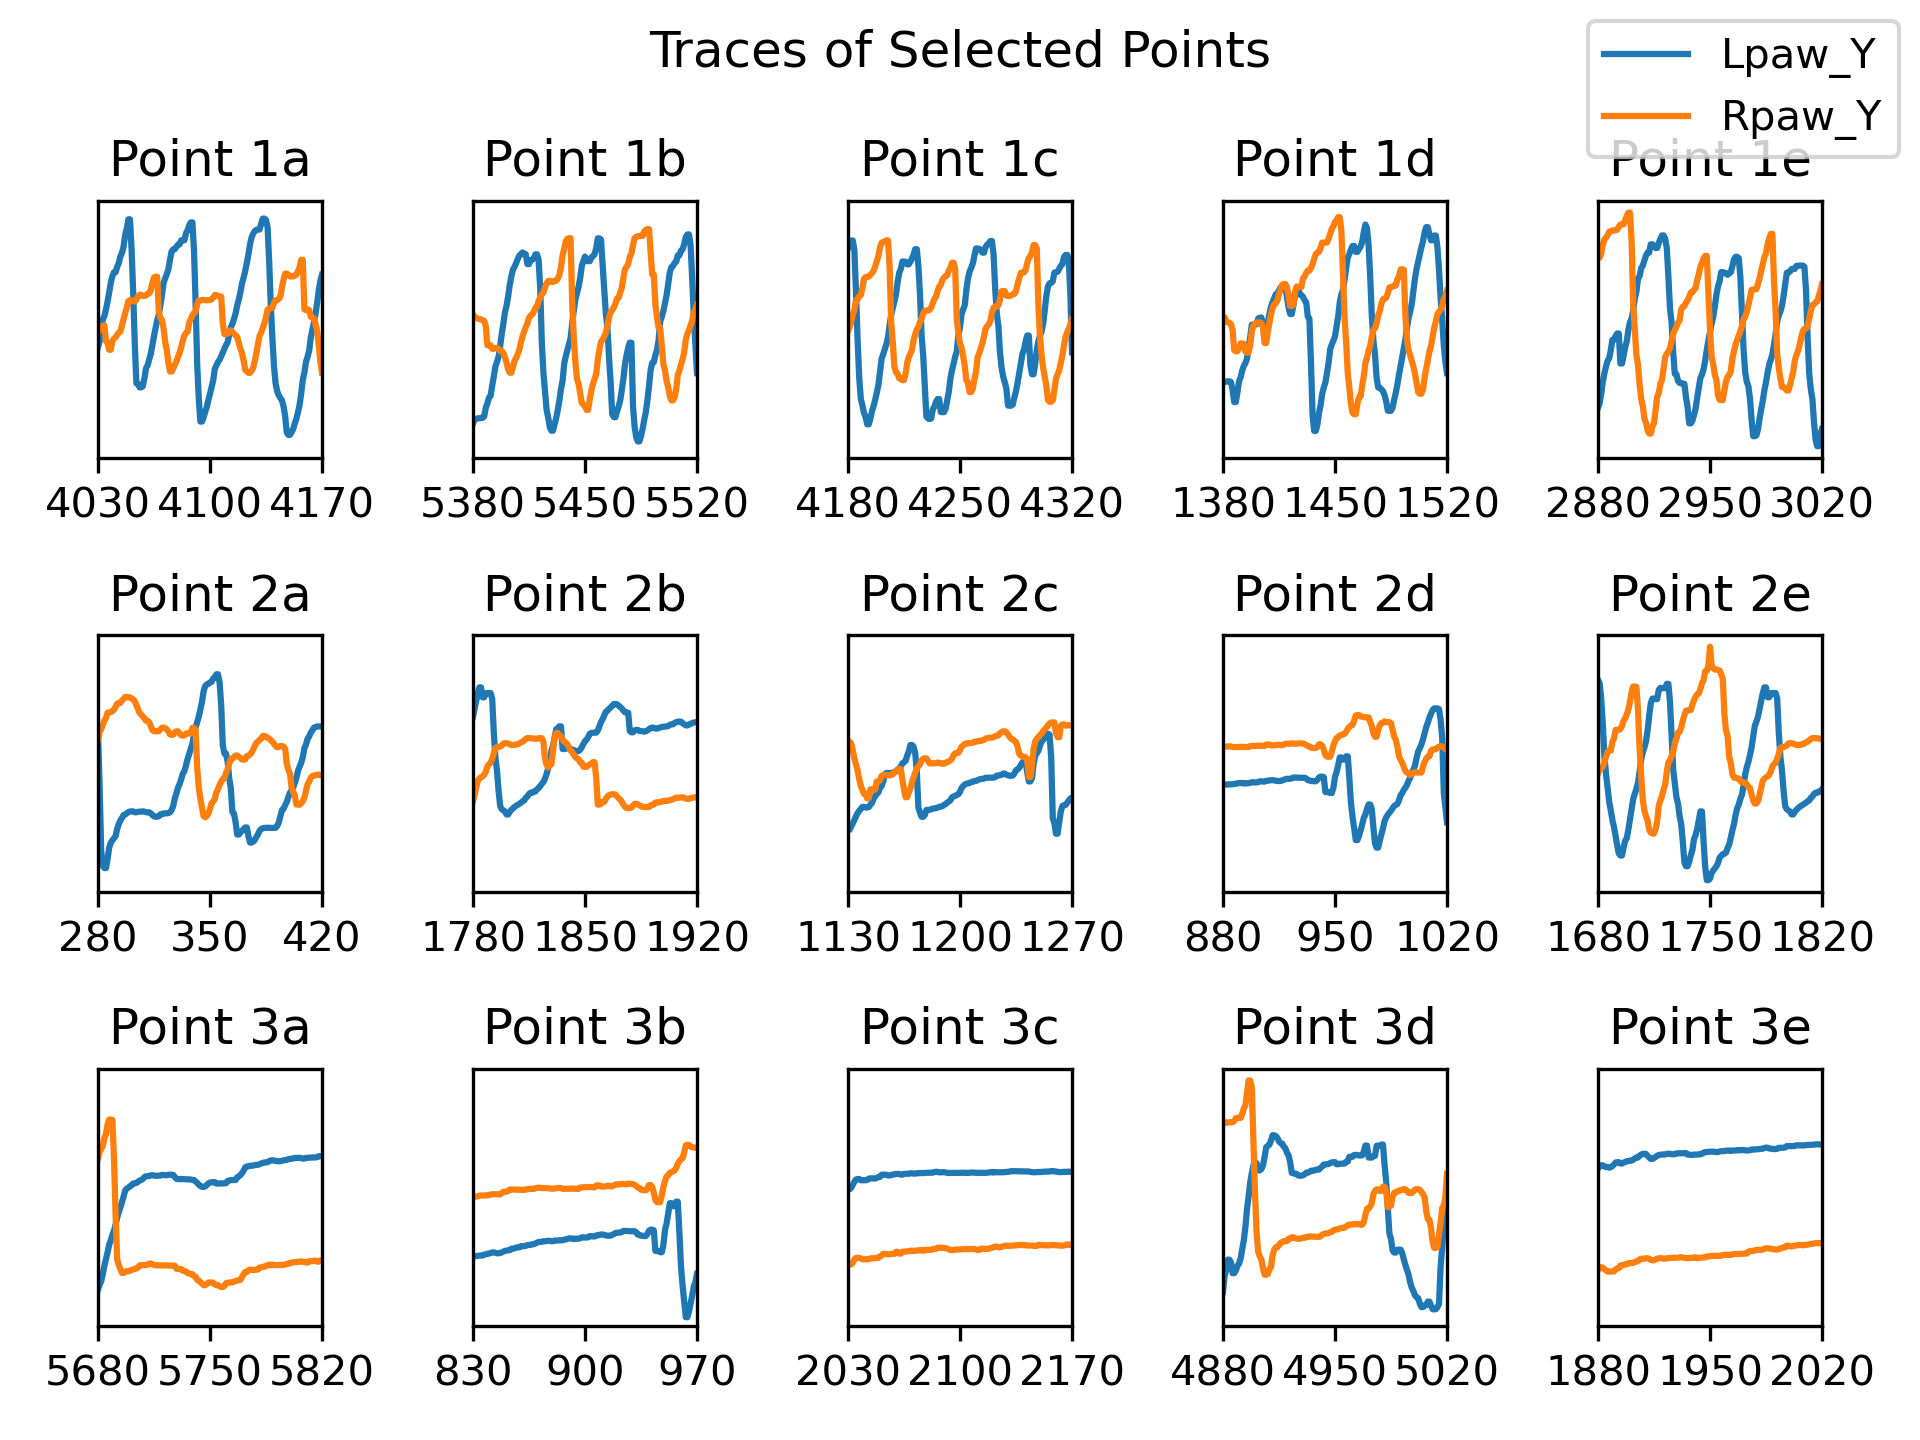 Traces of Selected Points
Lpaw_Y
Rpaw_Y
Point 1a
Point 1b
Point 1c
Point 1d
Point 1e
4030 4100 4170
5380 5450 5520
4180 4250 4320
1380 1450 1520
2880 2950 3020
Point 2a
Point 2b
Point 2c
Point 2d
Point 2e
280 350 420
1780 1850 1920
1130 1200 1270
880 950 1020
1680 1750 1820
Point 3a
Point 3b
Point 3c
Point 3d
Point 3e
5680 5750 5820
830 900 970
2030 2100 2170
4880 4950 5020
1880 1950 2020